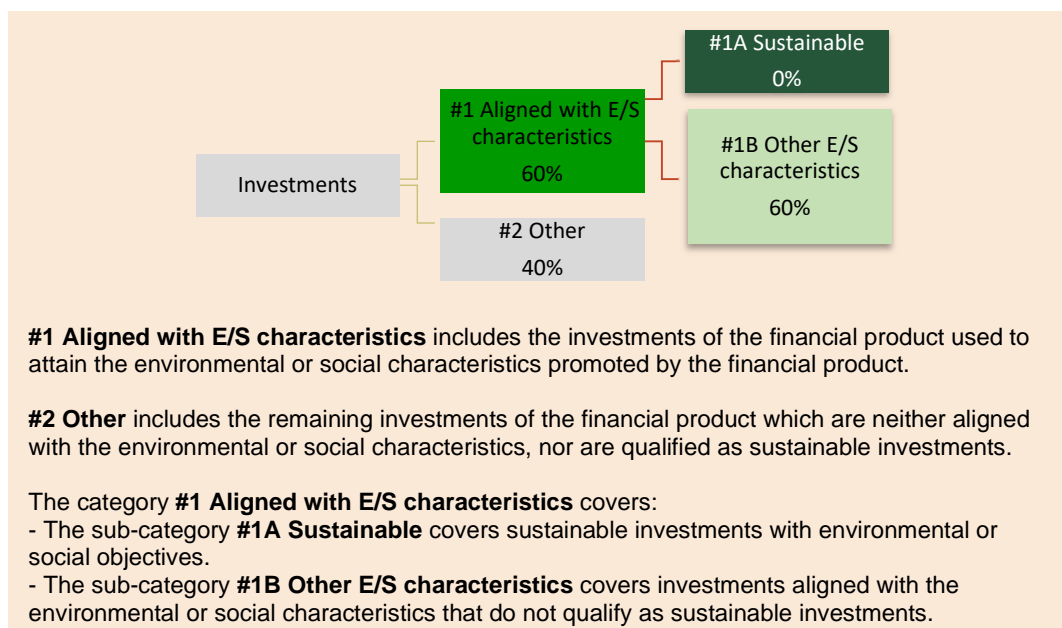 #1A Sustainable
0%
#1 Aligned with E/S
characteristics
60%
#1B Other E/S
characteristics
60%
Investments
#2 Other
40%
#1 Aligned with E/S characteristics includes the investments of the financial product used to
attain the environmental or social characteristics promoted by the financial product.
#2 Other includes the remaining investments of the financial product which are neither aligned
with the environmental or social characteristics, nor are qualified as sustainable investments.
The category #1 Aligned with E/S characteristics covers:
- The sub-category #1A Sustainable covers sustainable investments with environmental or
social objectives.
- The sub-category #1B Other E/S characteristics covers investments aligned with the
environmental or social characteristics that do not qualify as sustainable investments.